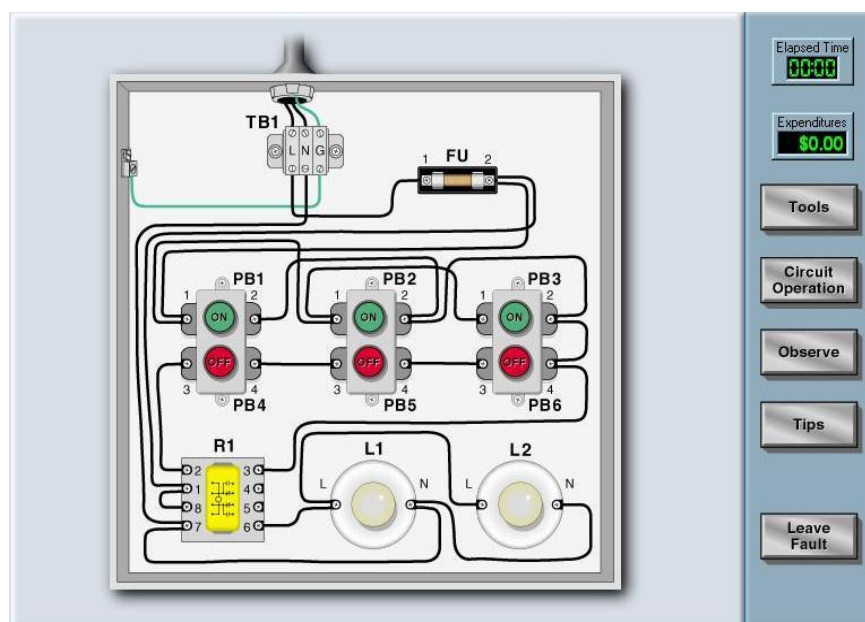 Elapsed Time
00:00
Expenditures
$0.00
Tools
Circuit
Operation
Observe
Tips
Leave
Fault
TB1
L N G
1 FU 2
PB1 PB2 PB3
1 2 1 2 1 2
ON ON ON
OFF OFF OFF
3 4 3 4 3 4
PB4 PB5 PB6
R1 L1 L2
2 3
1 4
8 5
7 6
L N L N